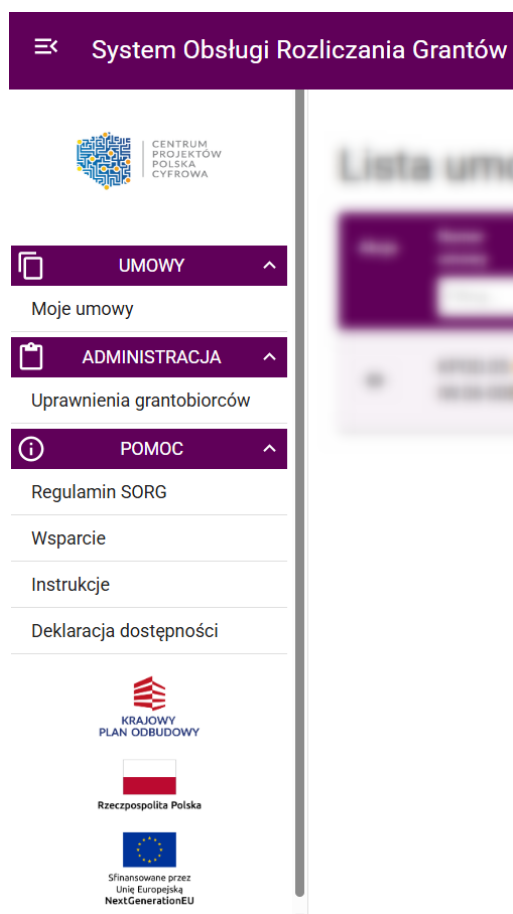 System Obsługi Rozliczania Grantów
CENTRUM
PROJEKTÓW
POLSKA
CYFROWA
UMOWY
Moje umowy
ADMINISTRACJA
Uprawnienia grantobiorców
POMOC
Regulamin SORG
Wsparcie
Instrukcje
Deklaracja dostępności
KRAJOWY
PLAN ODBUDOWY
Rzeczpospolita Polska
Sfinansowane przez
Unię Europejską
NextGenerationEU
Lista